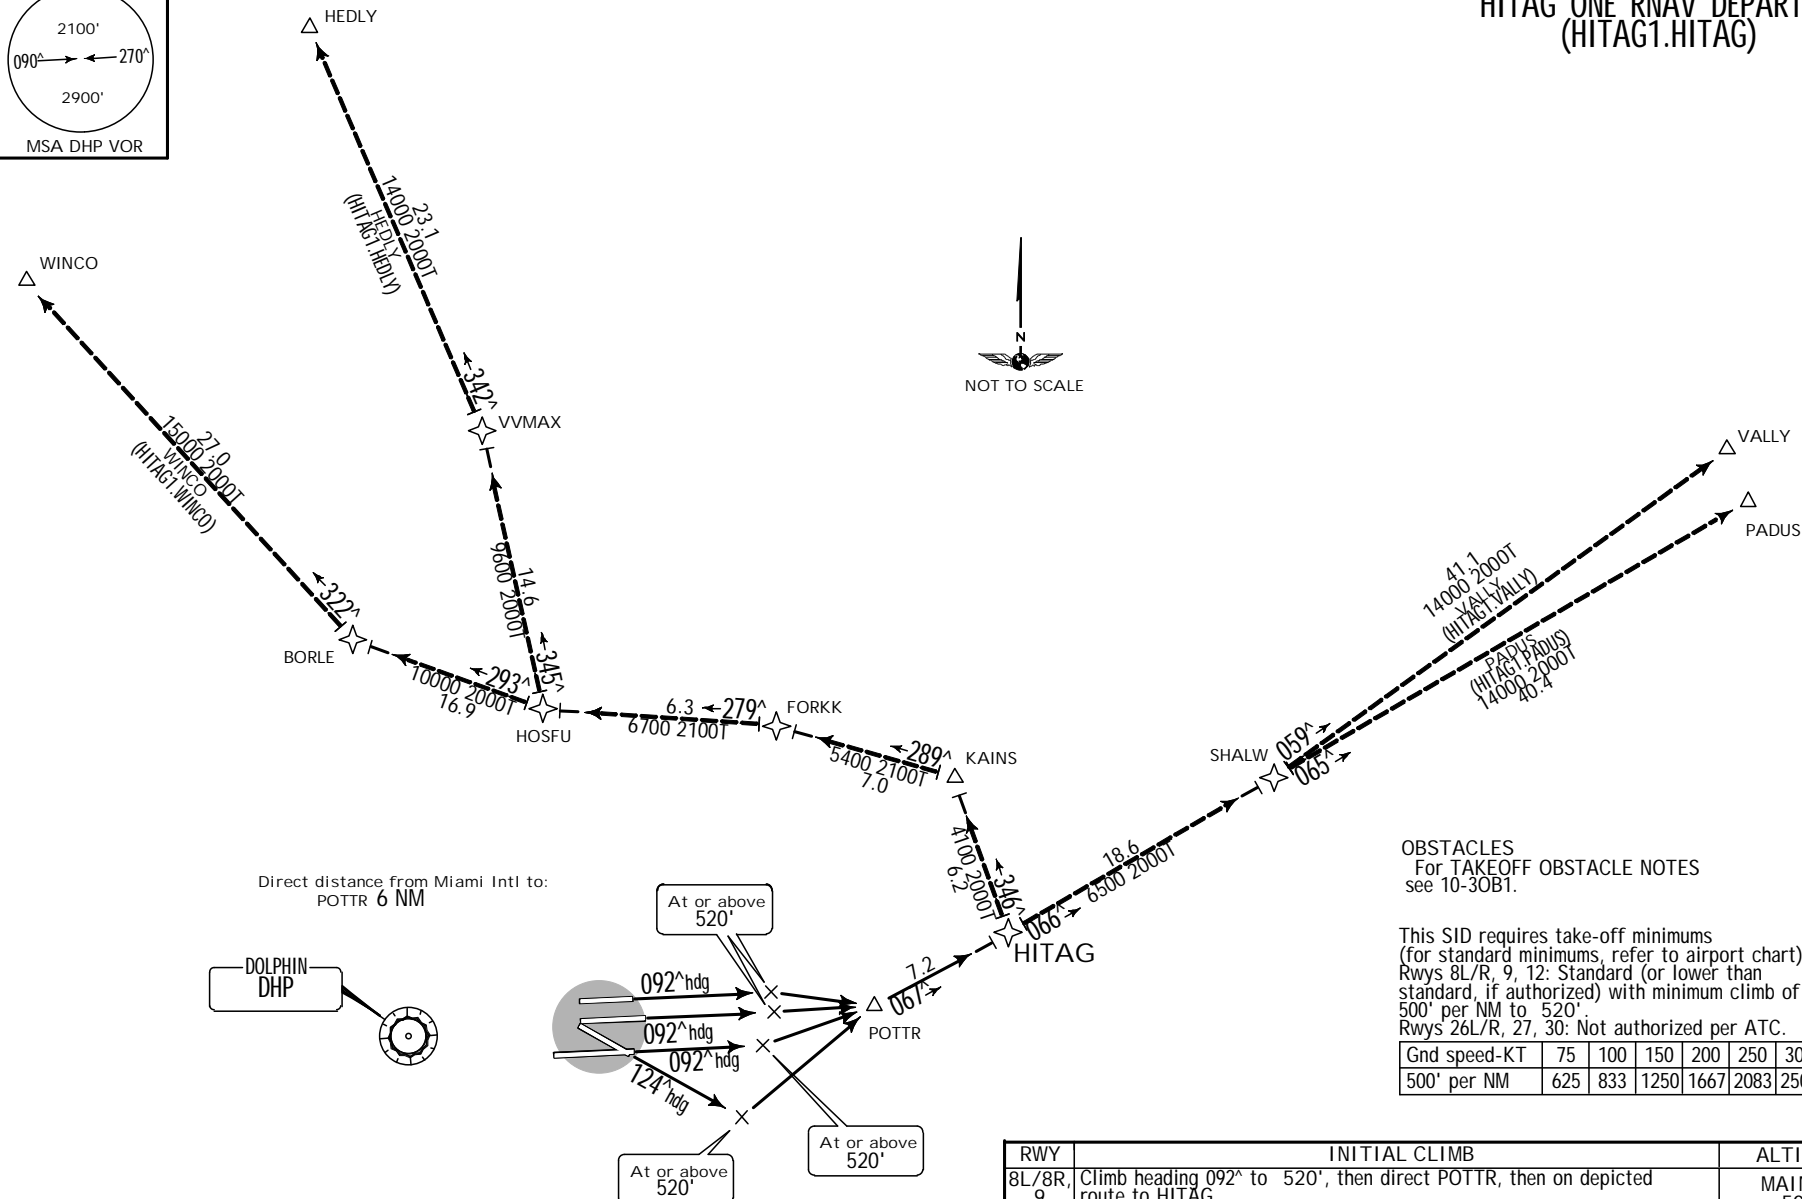 HITAG ONE RNAV DEPART
(HITAG1.HITAG)
2100'
090^
270^
2900'
MSA DHP VOR
HEDLY
23.1
14000 2000T
HEDLY
(HITAG1.HEDLY)
342^
WINCO
27.0
15000 2000T
WINCO
(HITAG1.WINCO)
322^
VVMAX
14.6
9600 2000T
345^
BORLE
293^
10000 2000T
16.9
HOSFU
6.3
279^
6700 2100T
FORKK
289^
5400 2100T
7.0
KAINS
346^
4100 2000T
6.2
N
NOT TO SCALE
VALLY
PADUS
41.1
14000 2000T
VALLY
(HITAG1.VALLY)
PADUS
(HITAG1.PADUS)
14000 2000T
40.4
SHALW
059^
065^
18.6
6500 2000T
066^
HITAG
7.2
067^
POTTR
Direct distance from Miami Intl to:
POTTR 6 NM
DOLPHIN
DHP
At or above
520'
092^hdg
092^hdg
092^hdg
124^hdg
At or above
520'
At or above
520'
OBSTACLES
For TAKEOFF OBSTACLE NOTES
see 10-3OB1.
This SID requires take-off minimums
(for standard minimums, refer to airport chart)
Rwys 8L/R, 9, 12: Standard (or lower than
standard, if authorized) with minimum climb of
500' per NM to 520'.
Rwys 26L/R, 27, 30: Not authorized per ATC.
Gnd speed-KT 75 100 150 200 250 30
500' per NM 625 833 1250 1667 2083 250
RWY INITIAL CLIMB ALTI
8L/8R, Climb heading 092^ to 520', then direct POTTR, then on depicted MAIN
9 route to HITAG